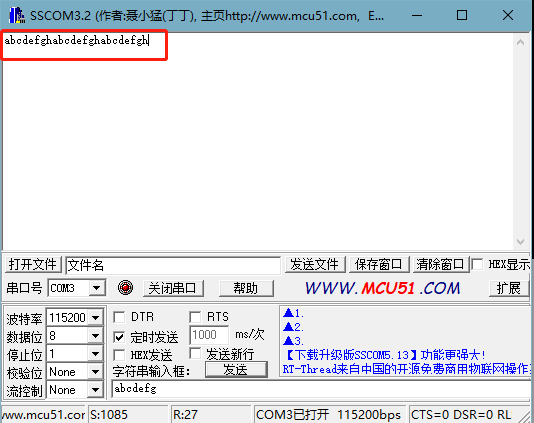 SSCOM3.2 (作者:聂小猛(丁丁), 主页http://www.mcu51.com, E...
abcdefghabcdefghabcdefgh
打开文件 文件名 发送文件 保存窗口 清除窗口 HEX显示
串口号 COM3 关闭串口 帮助 WWW.MCU51.COM 扩展
波特率 115200 DTR RTS
数据位 8 定时发送 1000 ms/次
停止位 1 HEX发送 发送新行
校验位 None 字符串输入框: 发送
流控制 None abcdefg
▲1.
▲2.
▲3.
【下载升级版SSCOM5.13】功能更强大!
RT-Thread来自中国的开源免费商用物联网操作
www.mcu51.cor S:1085 R:27 COM3已打开 115200bps CTS=0 DSR=0 RL